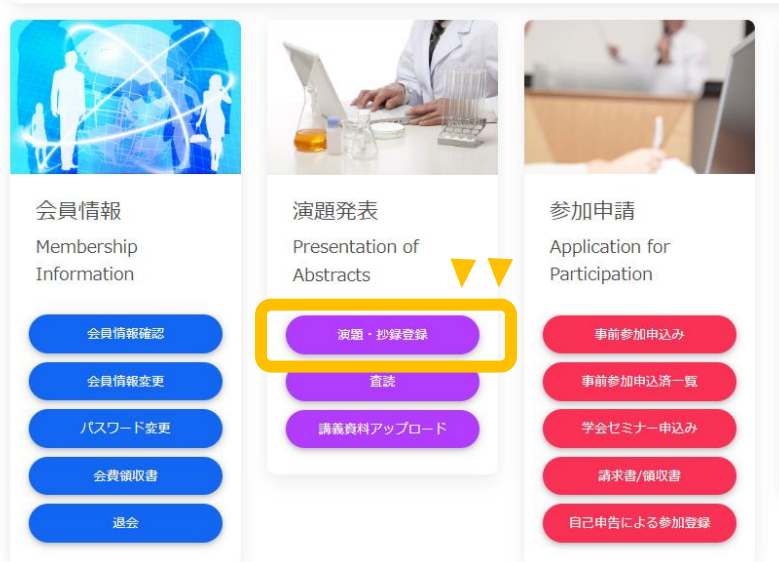 会員情報
Membership
Information
会員情報確認
会員情報変更
パスワード変更
会費領収書
退会
演題発表
Presentation of
Abstracts
演題・抄録登録
査読
講義資料アップロード
参加申請
Application for
Participation
事前参加申込み
事前参加申込済一覧
学会セミナー申込み
請求書/領収書
自己申告による参加登録